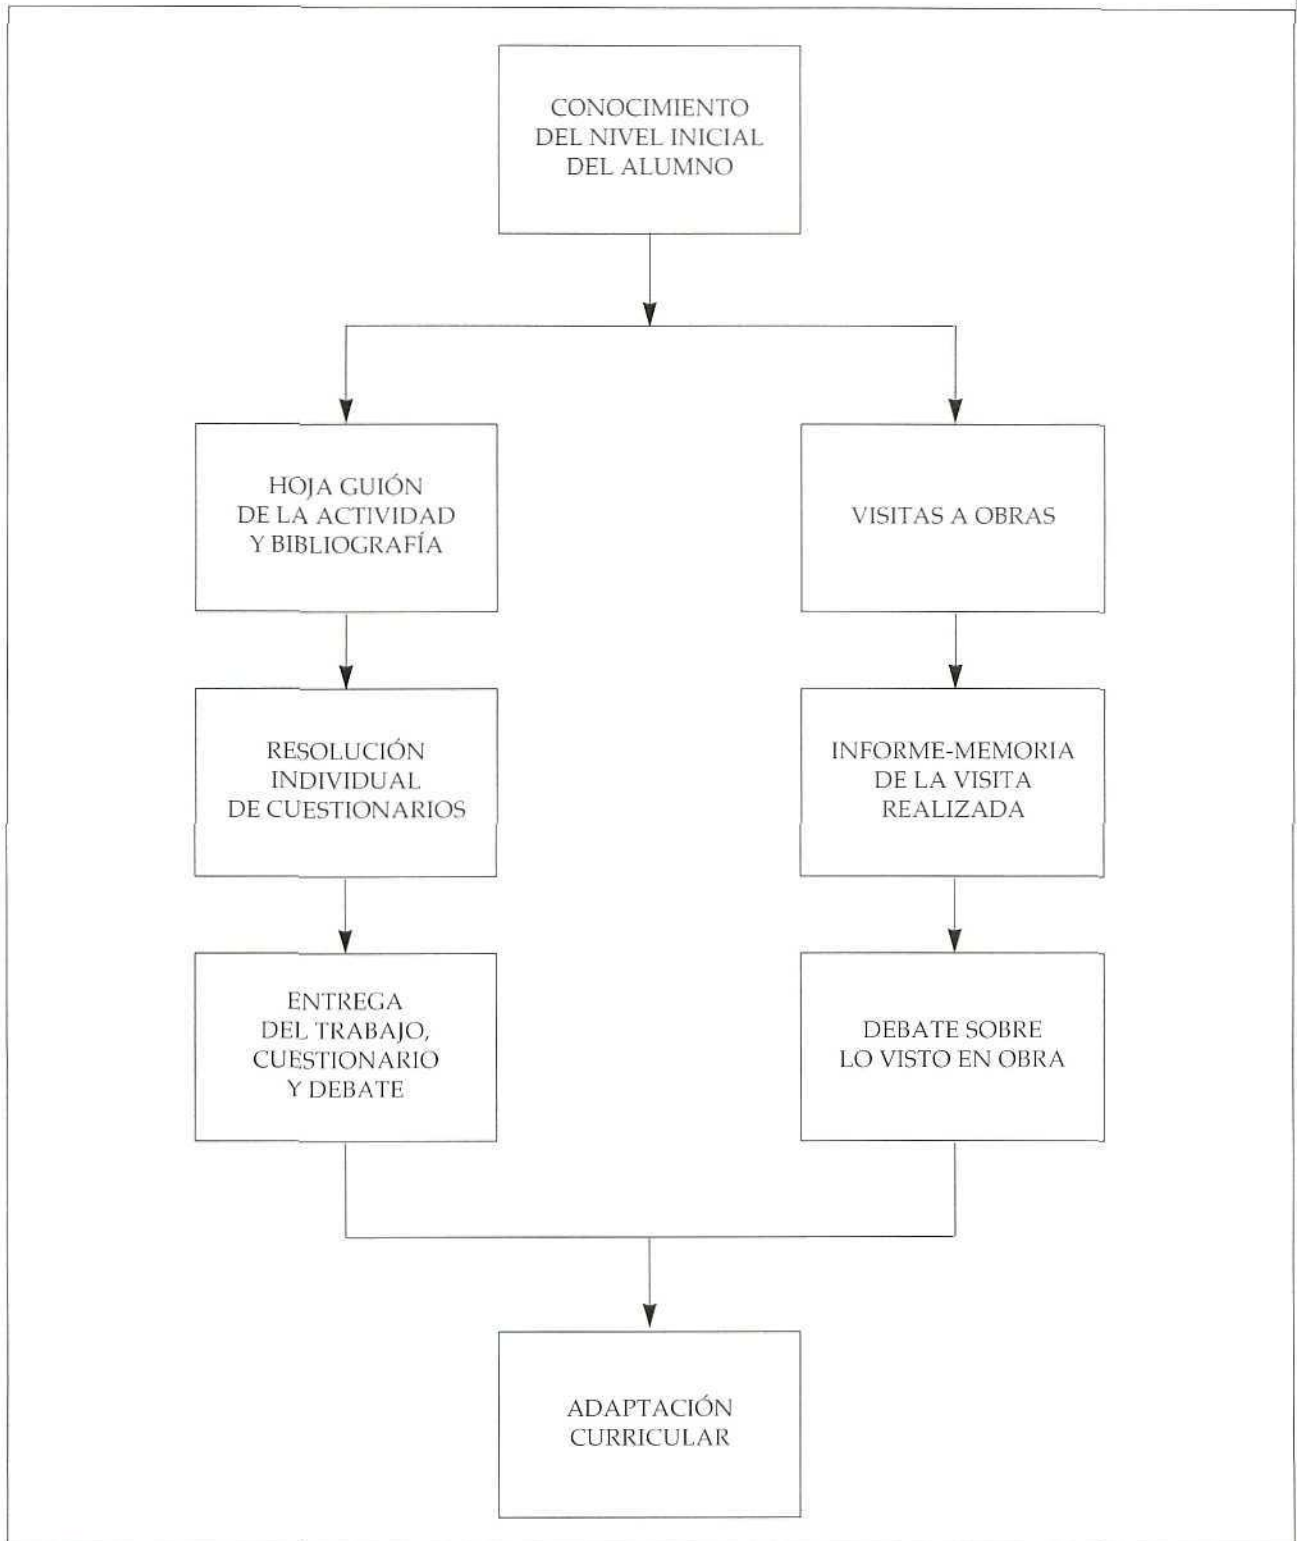 CONOCIMIENTO
DEL NIVEL INICIAL
DEL ALUMNO
HOJA GUIÓN
DE LA ACTIVIDAD
Y BIBLIOGRAFÍA
VISITAS A OBRAS
RESOLUCIÓN
INDIVIDUAL
DE CUESTIONARIOS
INFORME-MEMORIA
DE LA VISITA
REALIZADA
ENTREGA
DEL TRABAJO,
CUESTIONARIO
Y DEBATE
DEBATE SOBRE
LO VISTO EN OBRA
ADAPTACIÓN
CURRICULAR